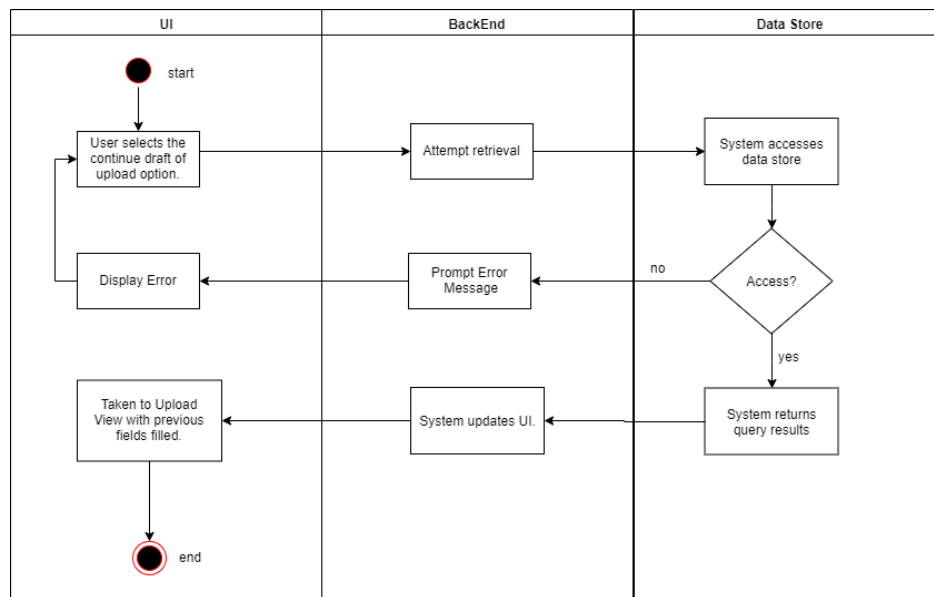 UI
BackEnd
Data Store
start
User selects the
continue draft of
upload option.
Attempt retrieval
System accesses
data store
Display Error
Prompt Error
Message
no
Access?
yes
Taken to Upload
View with previous
fields filled.
System updates UI.
System returns
query results
end